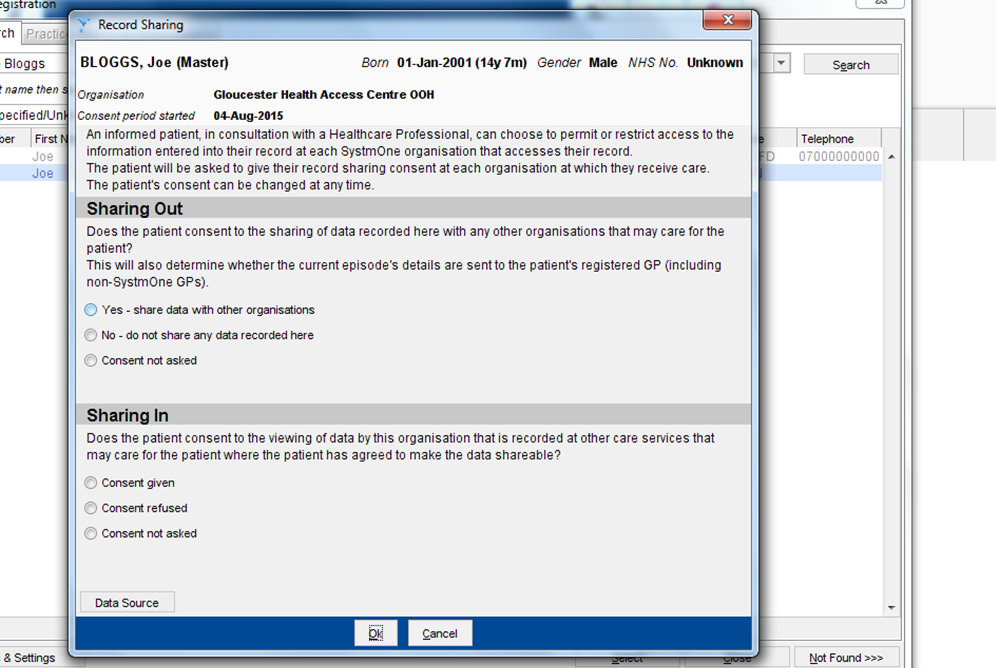 egistration
Record Sharing
rch
Practic
Bloggs
Search
t name then s
pecified/Unk
ber First N
Telephone
Joe
FD 07000000000
Joe
BLOGGS, Joe (Master) Born 01-Jan-2001 (14y 7m) Gender Male NHS No. Unknown
Organisation Gloucester Health Access Centre OOH
Consent period started 04-Aug-2015
An informed patient, in consultation with a Healthcare Professional, can choose to permit or restrict access to the
information entered into their record at each SystmOne organisation that accesses their record.
The patient will be asked to give their record sharing consent at each organisation at which they receive care.
The patient's consent can be changed at any time.
Sharing Out
Does the patient consent to the sharing of data recorded here with any other organisations that may care for the
patient?
This will also determine whether the current episode's details are sent to the patient's registered GP (including
non-SystmOne GPs).
Yes - share data with other organisations
No - do not share any data recorded here
Consent not asked
Sharing In
Does the patient consent to the viewing of data by this organisation that is recorded at other care services that
may care for the patient where the patient has agreed to make the data shareable?
Consent given
Consent refused
Consent not asked
Data Source
Ok Cancel
& Settings
Select Close Not Found >>>